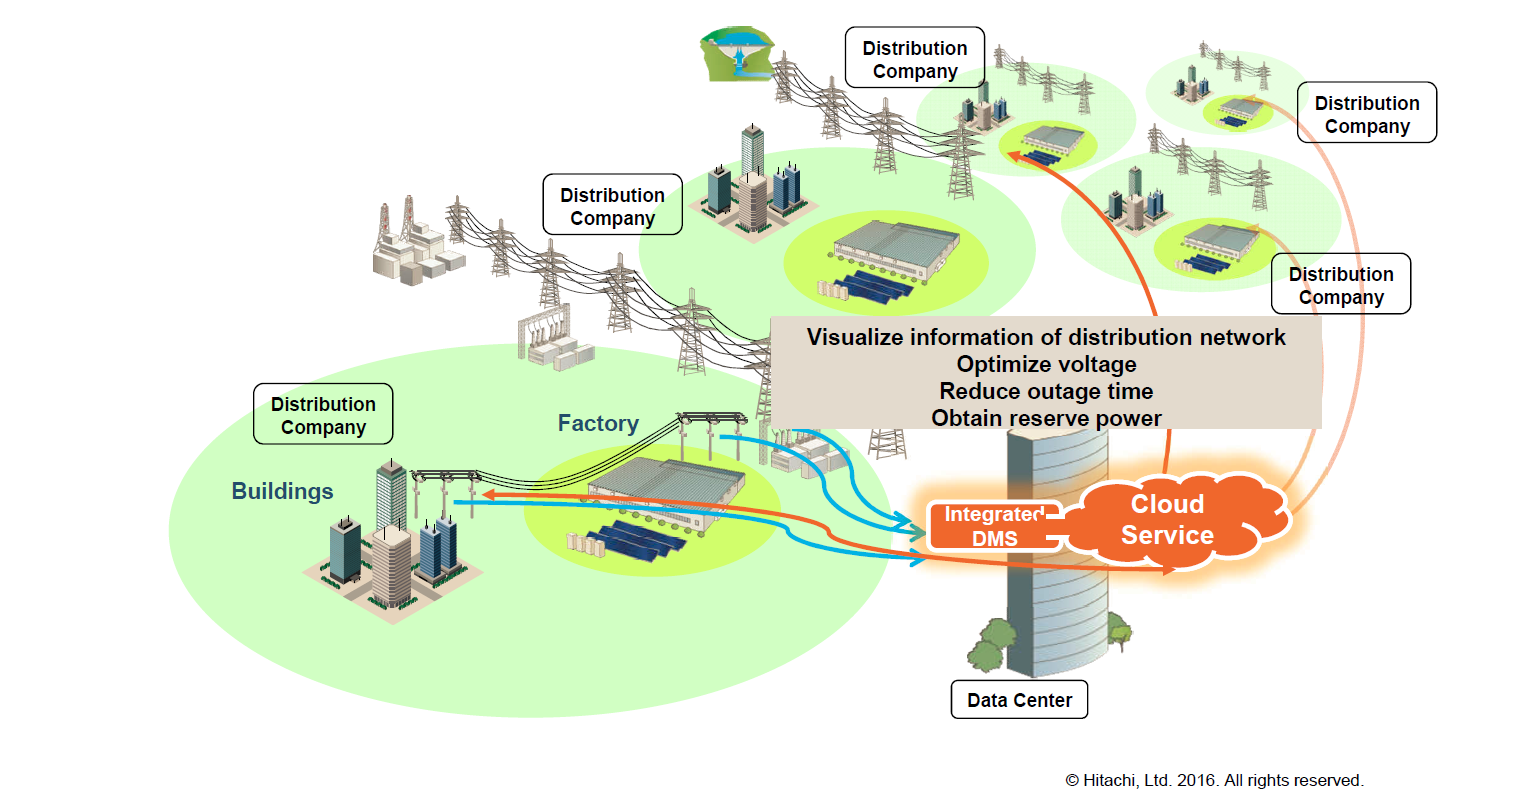 Distribution
Company
Distribution
Company
Distribution
Company
Distribution
Company
Visualize information of distribution network
Optimize voltage
Reduce outage time
Obtain reserve power
Distribution
Company
Factory
Buildings
Integrated
DMS
Cloud
Service
Data Center
© Hitachi, Ltd. 2016. All rights reserved.